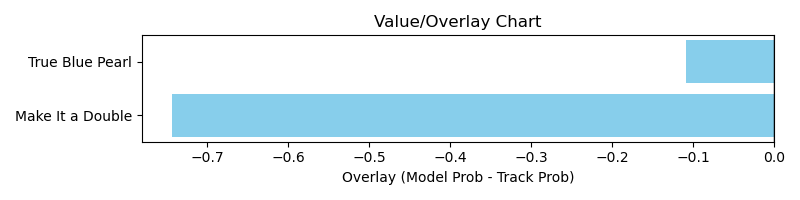 Value/Overlay Chart
True Blue Pearl
Make It a Double
−0.7 −0.6 −0.5 −0.4 −0.3 −0.2 −0.1 0.0
Overlay (Model Prob - Track Prob)